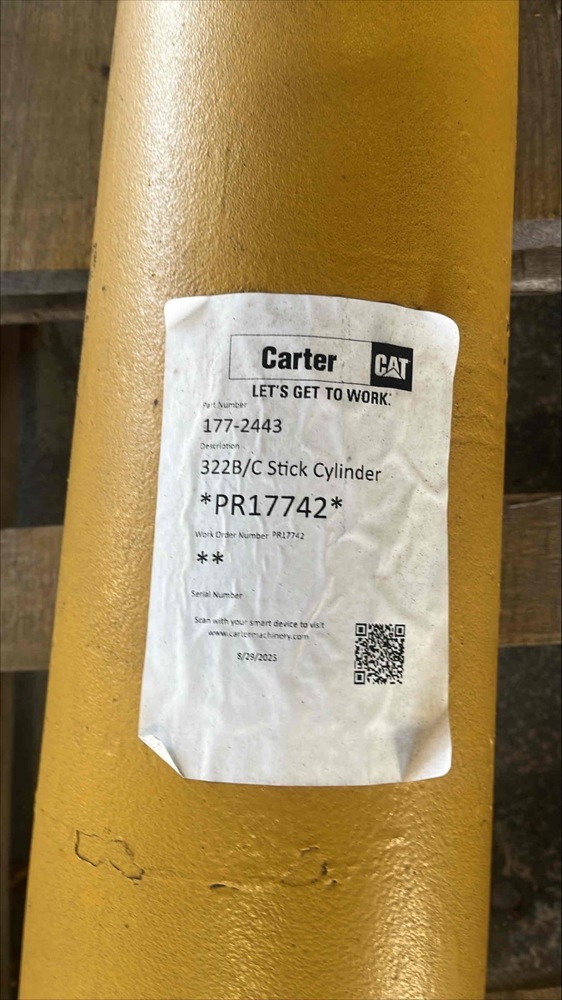 Carter CAT
LET'S GET TO WORK.
Part Number
177-2443
Description
322B/C Stick Cylinder
*PR17742*
Work Order Number PR17742
**
Serial Number
Scan with your smart device to visit
www.cartermachinery.com
8/29/2025